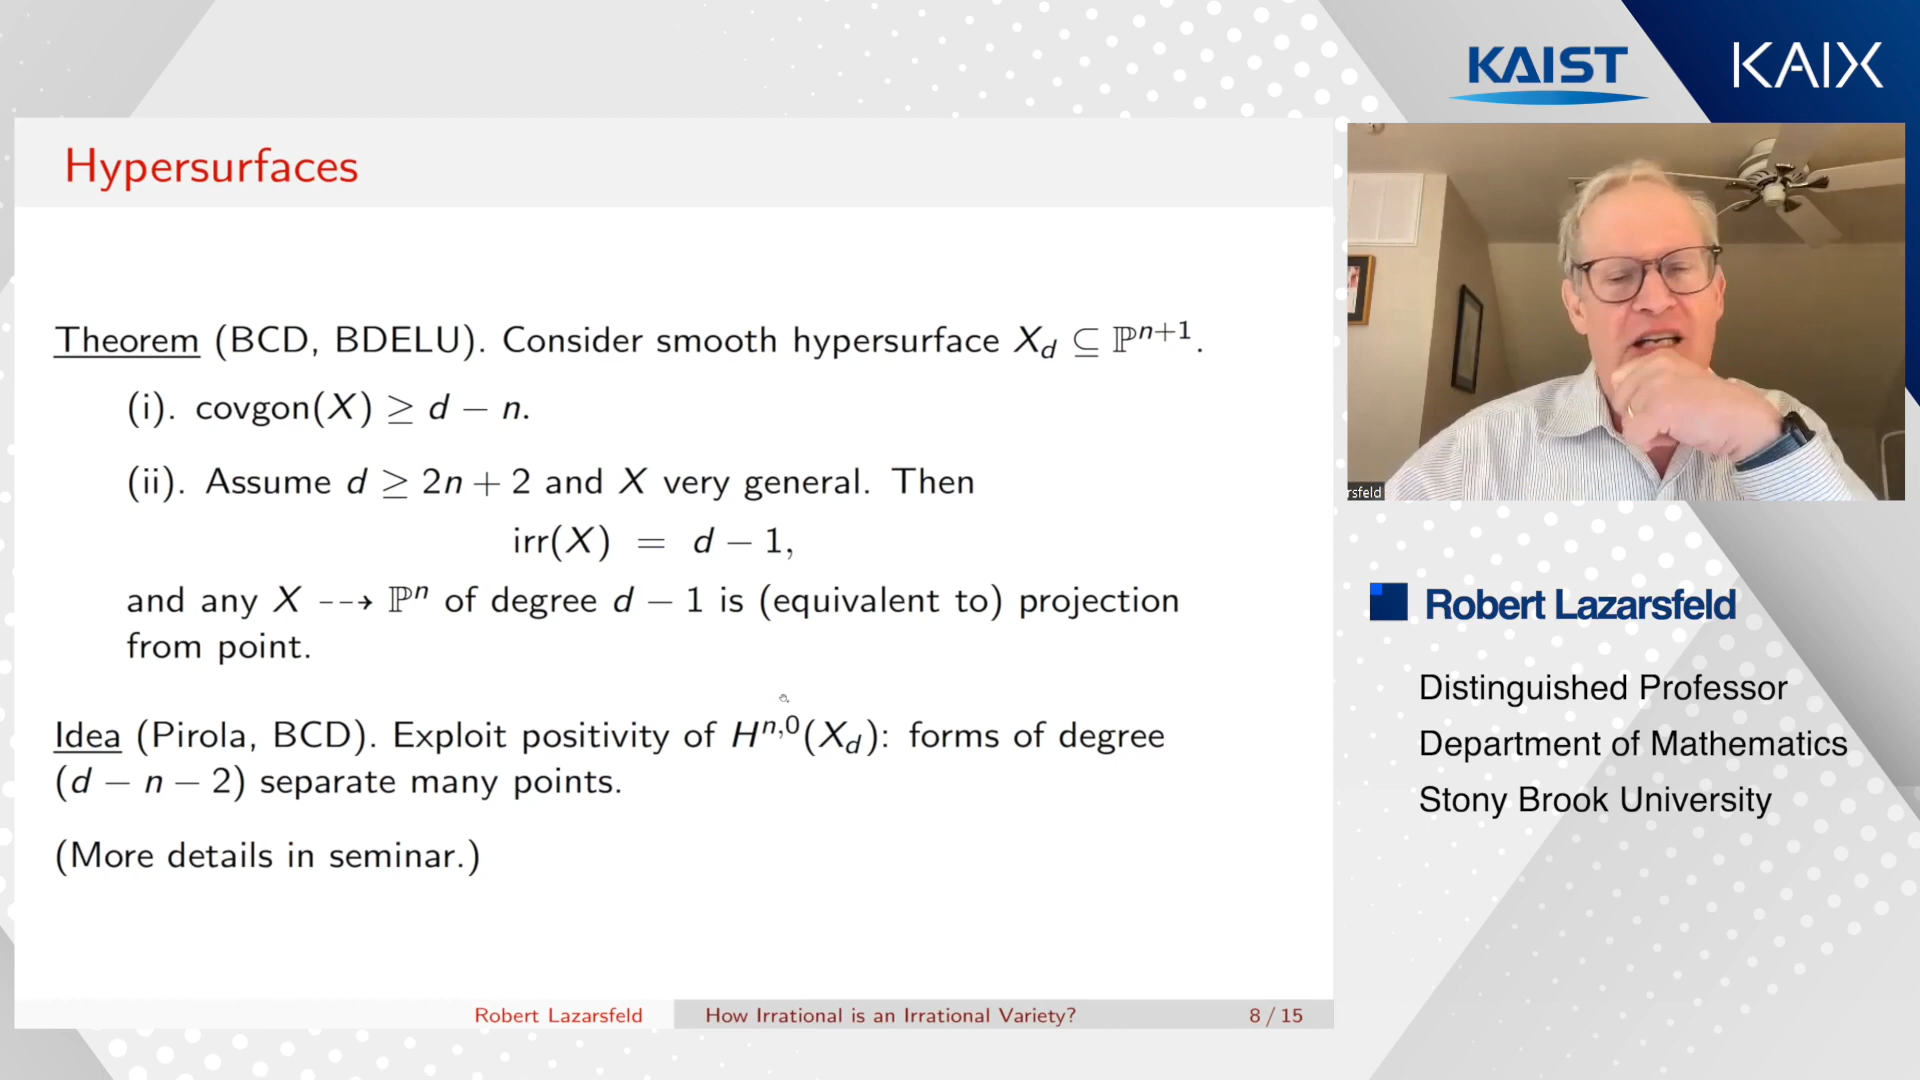 KAIST
KAIX
Hypersurfaces
Theorem (BCD, BDELU). Consider smooth hypersurface X_d ⊆ ℙ^{n+1}.
(i). covgon(X) ≥ d − n.
(ii). Assume d ≥ 2n + 2 and X very general. Then
irr(X) = d − 1,
and any X ⇢ ℙ^n of degree d − 1 is (equivalent to) projection
from point.
Idea (Pirola, BCD). Exploit positivity of H^{n,0}(X_d): forms of degree
(d − n − 2) separate many points.
(More details in seminar.)
Robert Lazarsfeld
How Irrational is an Irrational Variety?
8 / 15
rsfeld
Robert Lazarsfeld
Distinguished Professor
Department of Mathematics
Stony Brook University